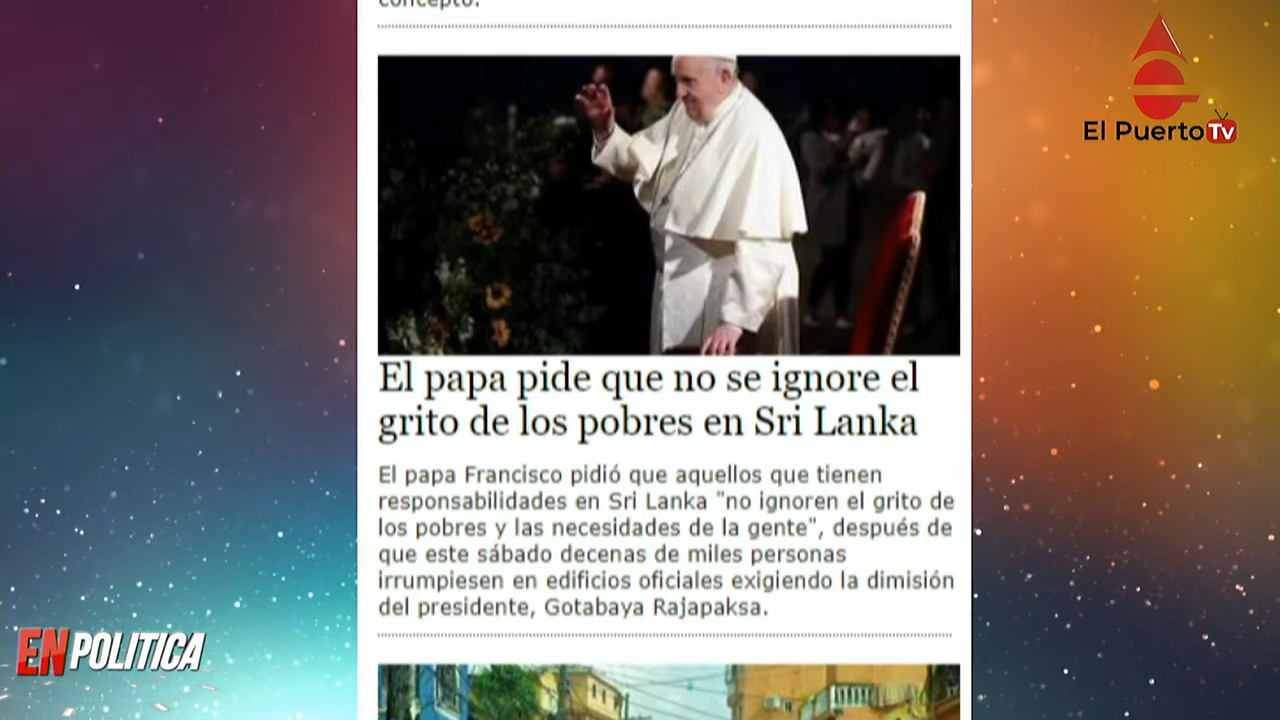 concepto.
El Puerto Tv
El papa pide que no se ignore el
grito de los pobres en Sri Lanka
El papa Francisco pidió que aquellos que tienen
responsabilidades en Sri Lanka "no ignoren el grito de
los pobres y las necesidades de la gente", después de
que este sábado decenas de miles personas
irrumpiesen en edificios oficiales exigiendo la dimisión
del presidente, Gotabaya Rajapaksa.
EN POLITICA